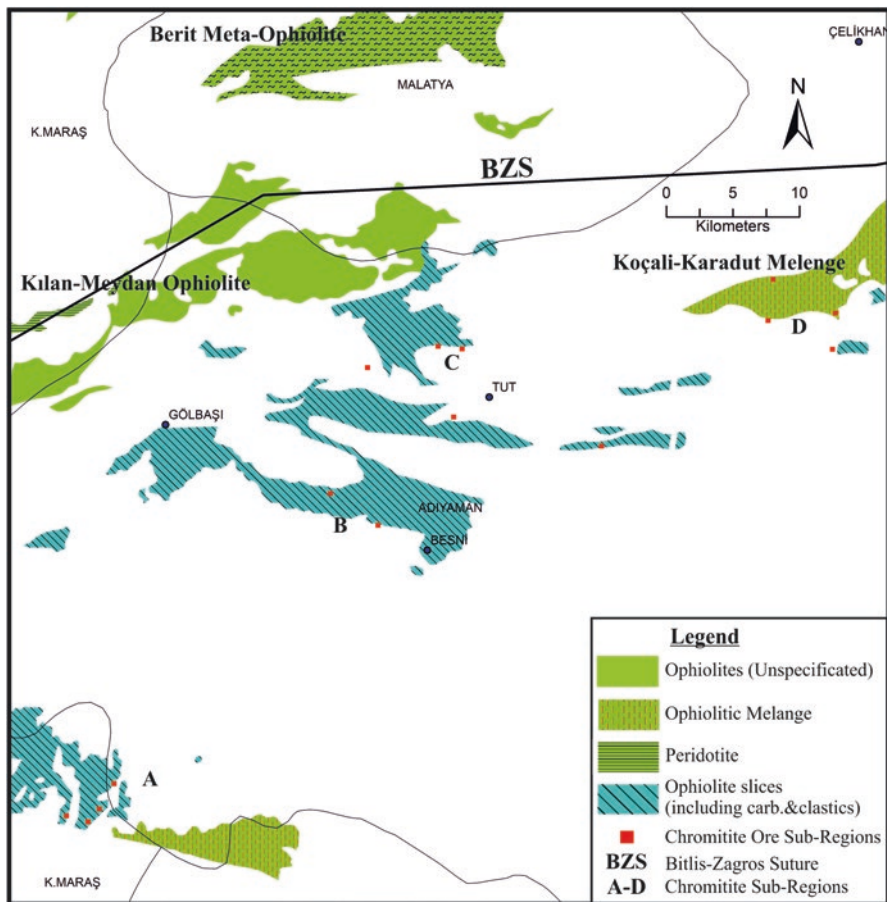 Berit Meta-Ophiolite
ÇELİKHAN
MALATYA
N
K.MARAŞ
BZS
0 5 10
Kilometers
Koçali-Karadut Melenge
Kılan-Meydan Ophiolite
D
C
TUT
GÖLBAŞI
ADIYAMAN
B
BESNİ
A
K.MARAŞ
Legend
Ophiolites (Unspecificated)
Ophiolitic Melange
Peridotite
Ophiolite slices
(including carb.&clastics)
Chromitite Ore Sub-Regions
BZS Bitlis-Zagros Suture
A-D Chromitite Sub-Regions